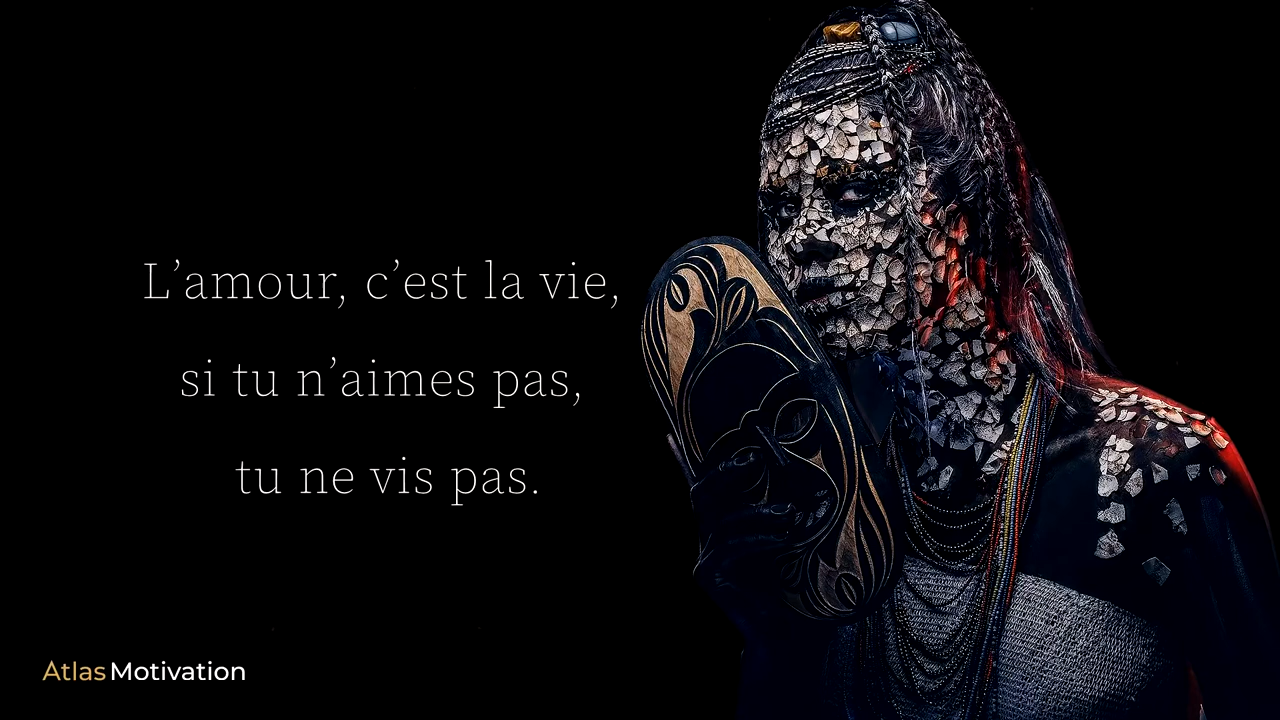 L’amour, c’est la vie,
si tu n’aimes pas,
tu ne vis pas.
Atlas Motivation